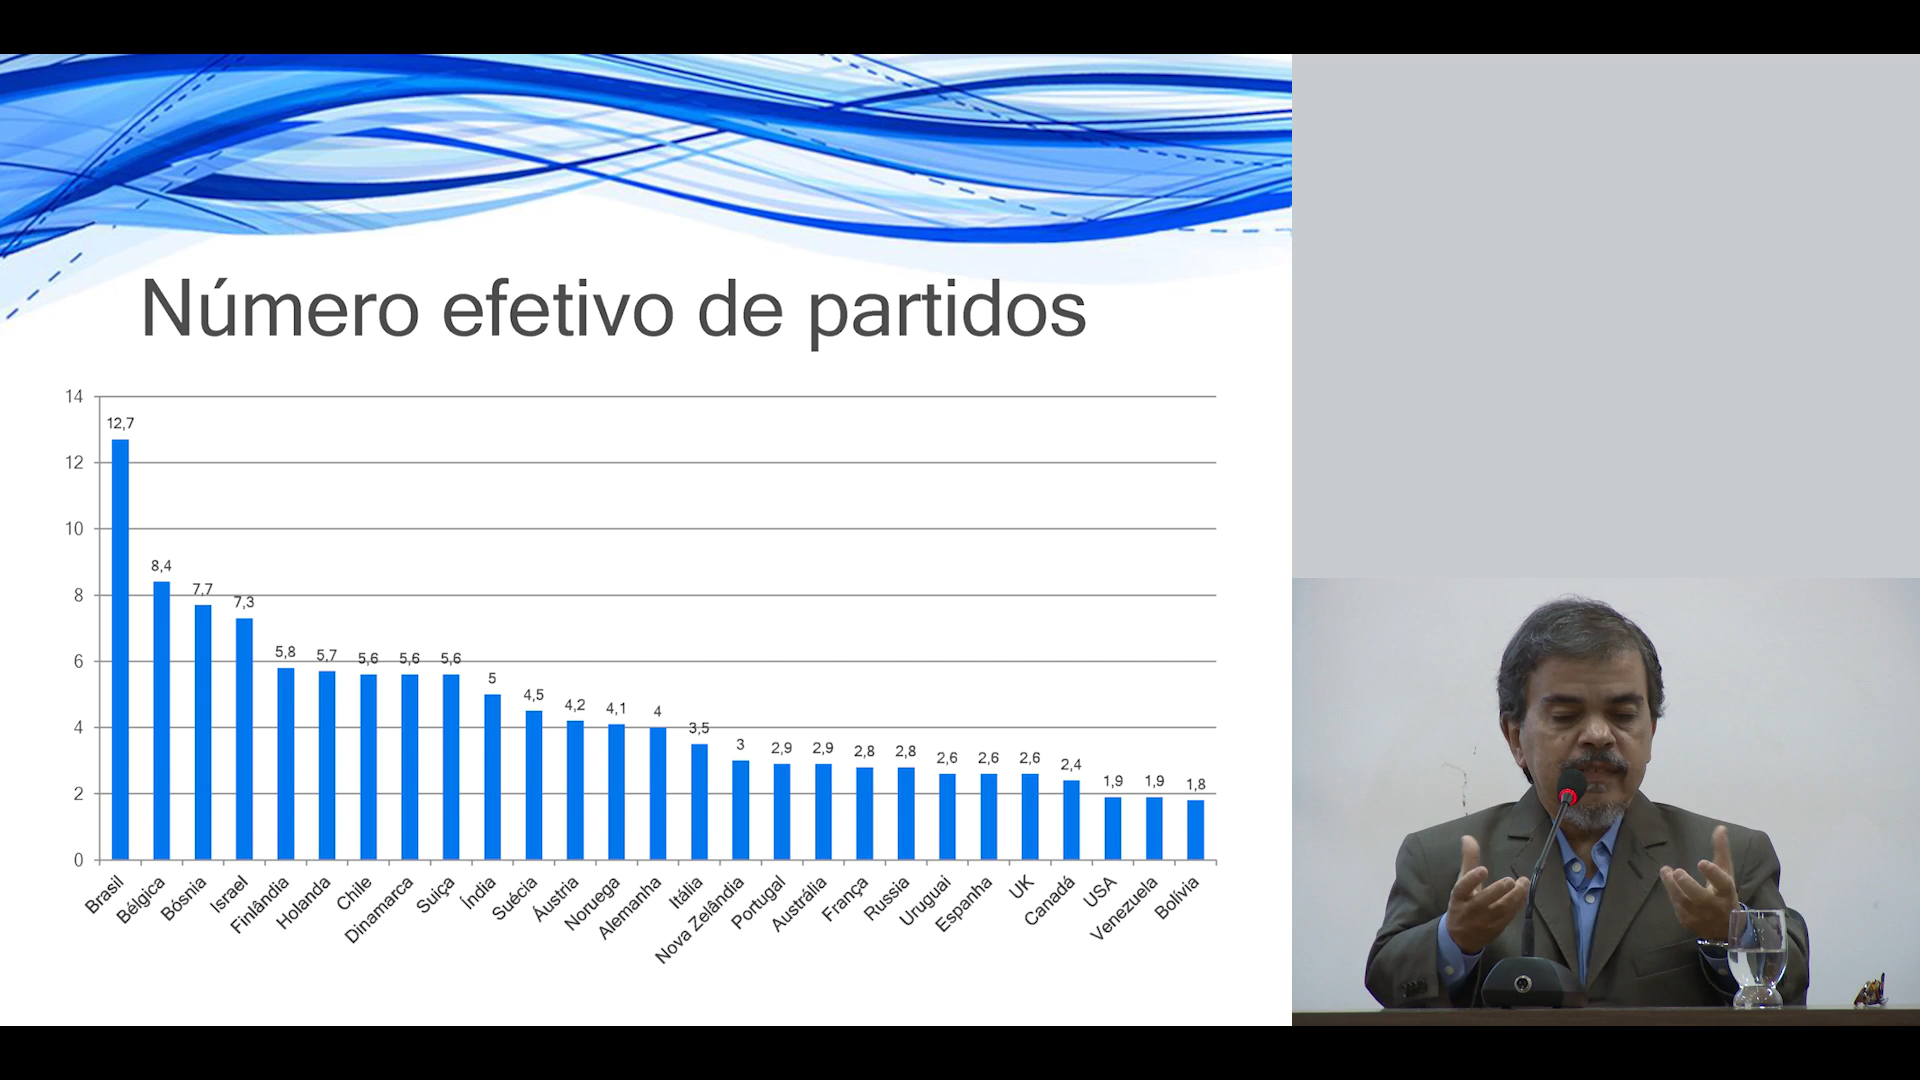 Número efetivo de partidos
14
12
10
8
6
4
2
0
12,7
8,4
7,7
7,3
5,8
5,7
5,6
5,6
5,6
5
4,5
4,2
4,1
4
3,5
3
2,9
2,9
2,8
2,8
2,6
2,6
2,6
2,4
1,9
1,9
1,8
Brasil
Bélgica
Bósnia
Israel
Finlândia
Holanda
Chile
Dinamarca
Suiça
Índia
Suécia
Áustria
Noruega
Alemanha
Itália
Nova Zelândia
Portugal
Austrália
França
Russia
Uruguai
Espanha
UK
Canadá
USA
Venezuela
Bolívia